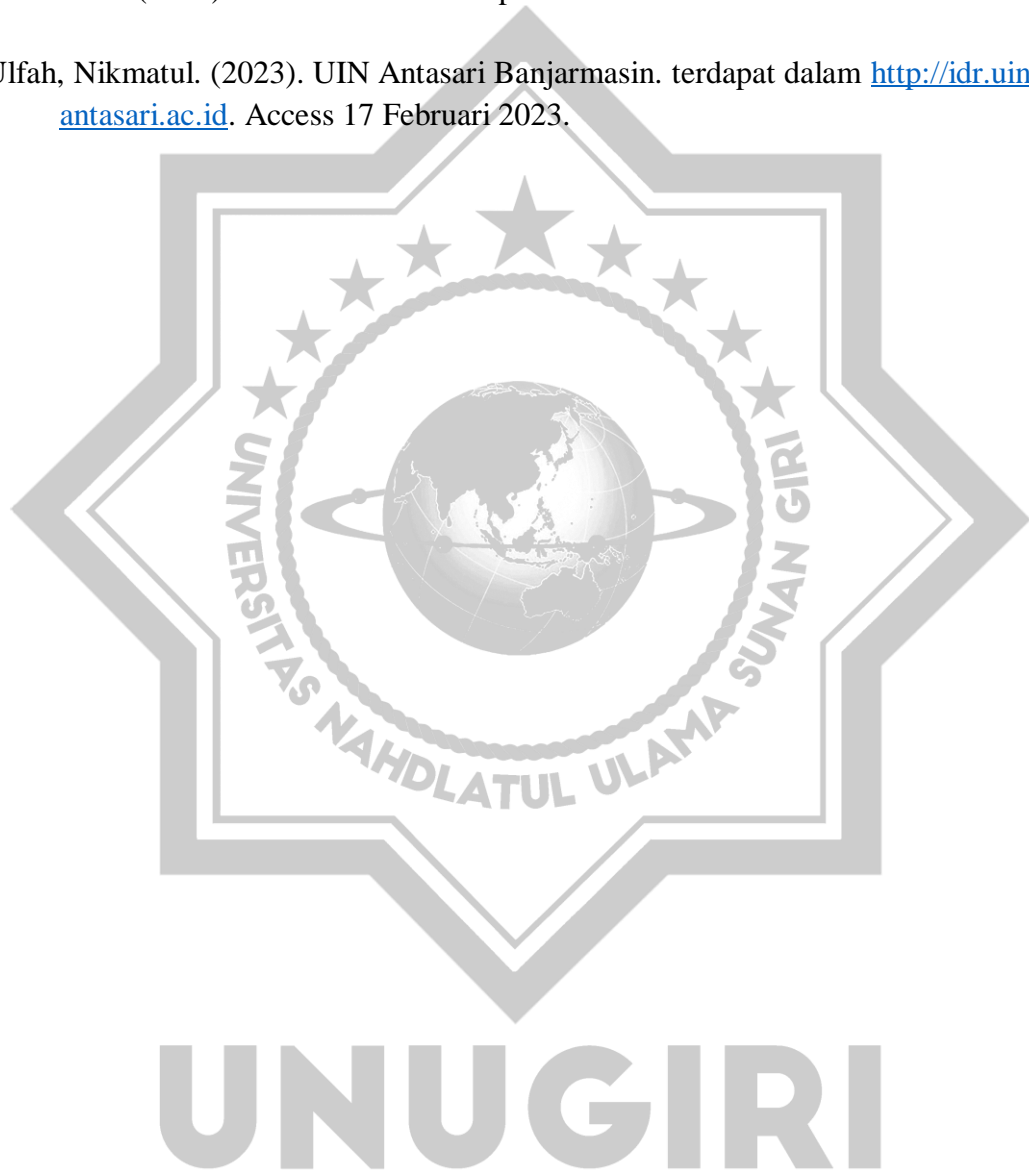 Ulfah, Nikmatul. (2023). UIN Antasari Banjarmasin. terdapat dalam http://idr.uin
antasari.ac.id. Access 17 Februari 2023.
UNIVERSITAS NAHDLATUL ULAMA SUNAN GIRI
UNUGIRI